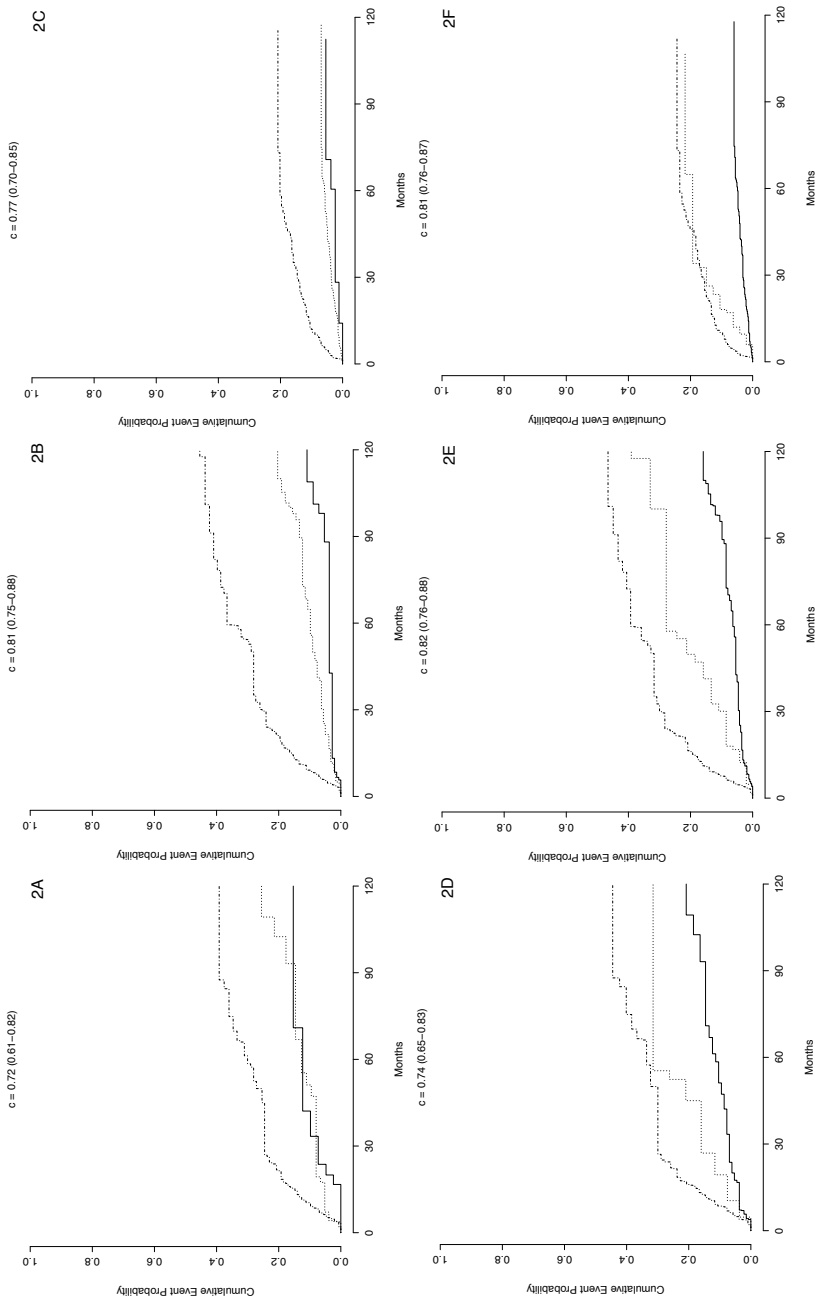 2A
c = 0.72 (0.61–0.82)
Cumulative Event Probability
0.0 0.2 0.4 0.6 0.8 1.0
0 30 60 90 120
Months
2B
c = 0.81 (0.75–0.88)
Cumulative Event Probability
0.0 0.2 0.4 0.6 0.8 1.0
0 30 60 90 120
Months
2C
c = 0.77 (0.70–0.85)
Cumulative Event Probability
0.0 0.2 0.4 0.6 0.8 1.0
0 30 60 90 120
Months
2D
c = 0.74 (0.65–0.83)
Cumulative Event Probability
0.0 0.2 0.4 0.6 0.8 1.0
0 30 60 90 120
Months
2E
c = 0.82 (0.76–0.88)
Cumulative Event Probability
0.0 0.2 0.4 0.6 0.8 1.0
0 30 60 90 120
Months
2F
c = 0.81 (0.76–0.87)
Cumulative Event Probability
0.0 0.2 0.4 0.6 0.8 1.0
0 30 60 90 120
Months